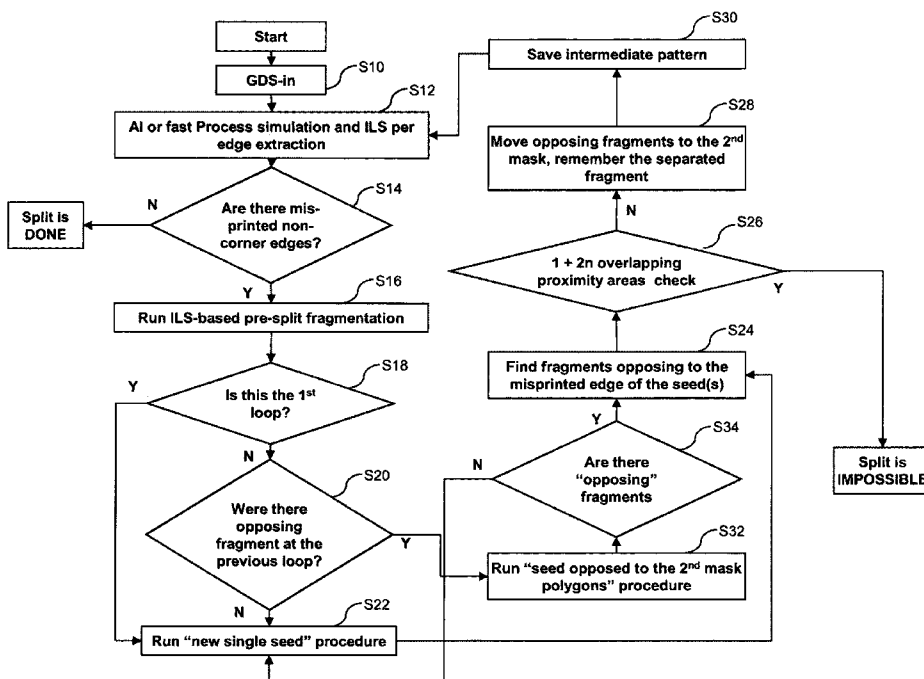 Start
S10
GDS-in
S12
AI or fast Process simulation and ILS per
edge extraction
S14
N
Are there mis-
printed non-
corner edges?
Split is
DONE
Y
S16
Run ILS-based pre-split fragmentation
S18
Y
Is this the 1st
loop?
N
S20
Were there
opposing
fragment at the
previous loop?
Y
N
S22
Run "new single seed" procedure
S30
Save intermediate pattern
S28
Move opposing fragments to the 2nd
mask, remember the separated
fragment
N
S26
1 + 2n overlapping
proximity areas check
Y
S24
Find fragments opposing to the
misprinted edge of the seed(s)
Y
S34
N
Are there
"opposing"
fragments
Split is
IMPOSSIBLE
S32
Run "seed opposed to the 2nd mask
polygons" procedure